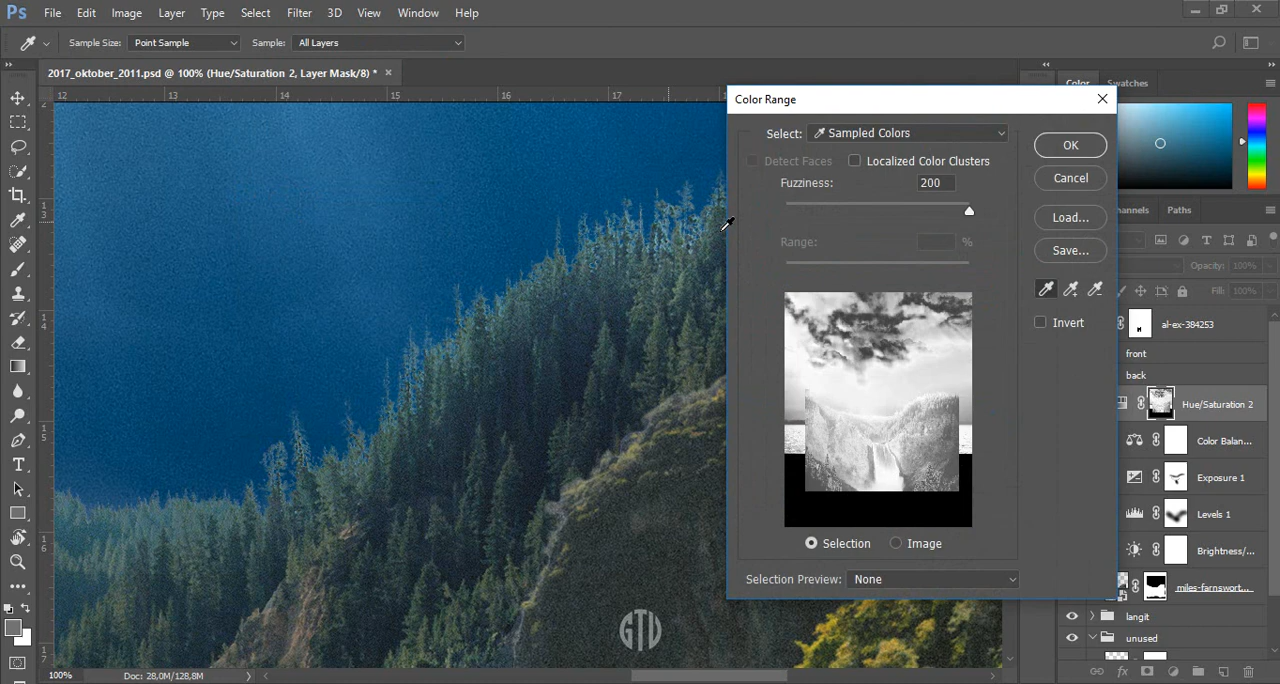 Ps File Edit Image Layer Type Select Filter 3D View Window Help
Sample Size: Point Sample Sample: All Layers
2017_oktober_2011.psd @ 100% (Hue/Saturation 2, Layer Mask/8) * ×
12 13 14 15 16 17
Color Swatches
Color Range
Select: Sampled Colors
OK
Detect Faces Localized Color Clusters
Cancel
Fuzziness: 200
Load...
Range: %
Save...
Invert
Selection Image
Selection Preview: None
annels Paths
Opacity: 100%
Fill: 100%
al-ex-384253
front
back
Hue/Saturation 2
Color Balan...
Exposure 1
Levels 1
Brightness/...
miles-farnswort...
langit
unused
GTU
100% Doc: 28,0M/128,8M